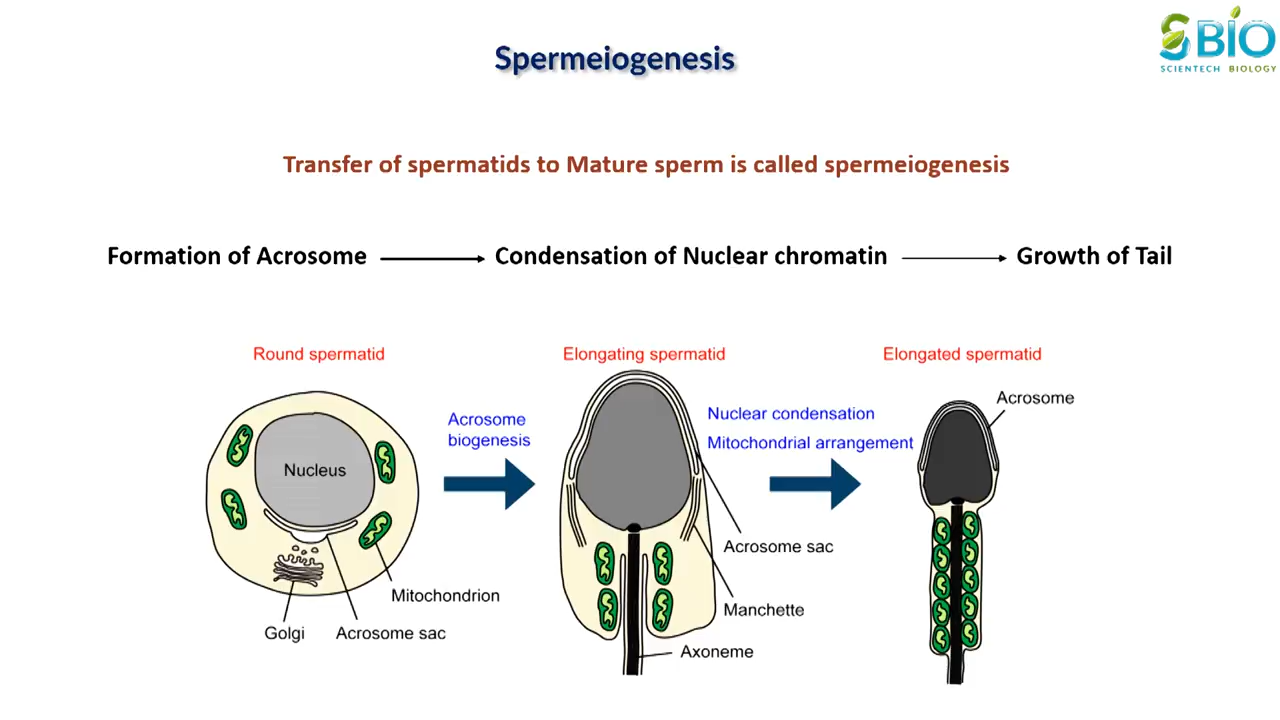 SBIO
SCIENTECH BIOLOGY
Spermeiogenesis
Transfer of spermatids to Mature sperm is called spermeiogenesis
Formation of Acrosome
Condensation of Nuclear chromatin
Growth of Tail
Round spermatid
Elongating spermatid
Elongated spermatid
Acrosome
biogenesis
Nuclear condensation
Mitochondrial arrangement
Acrosome
Nucleus
Mitochondrion
Golgi
Acrosome sac
Acrosome sac
Manchette
Axoneme